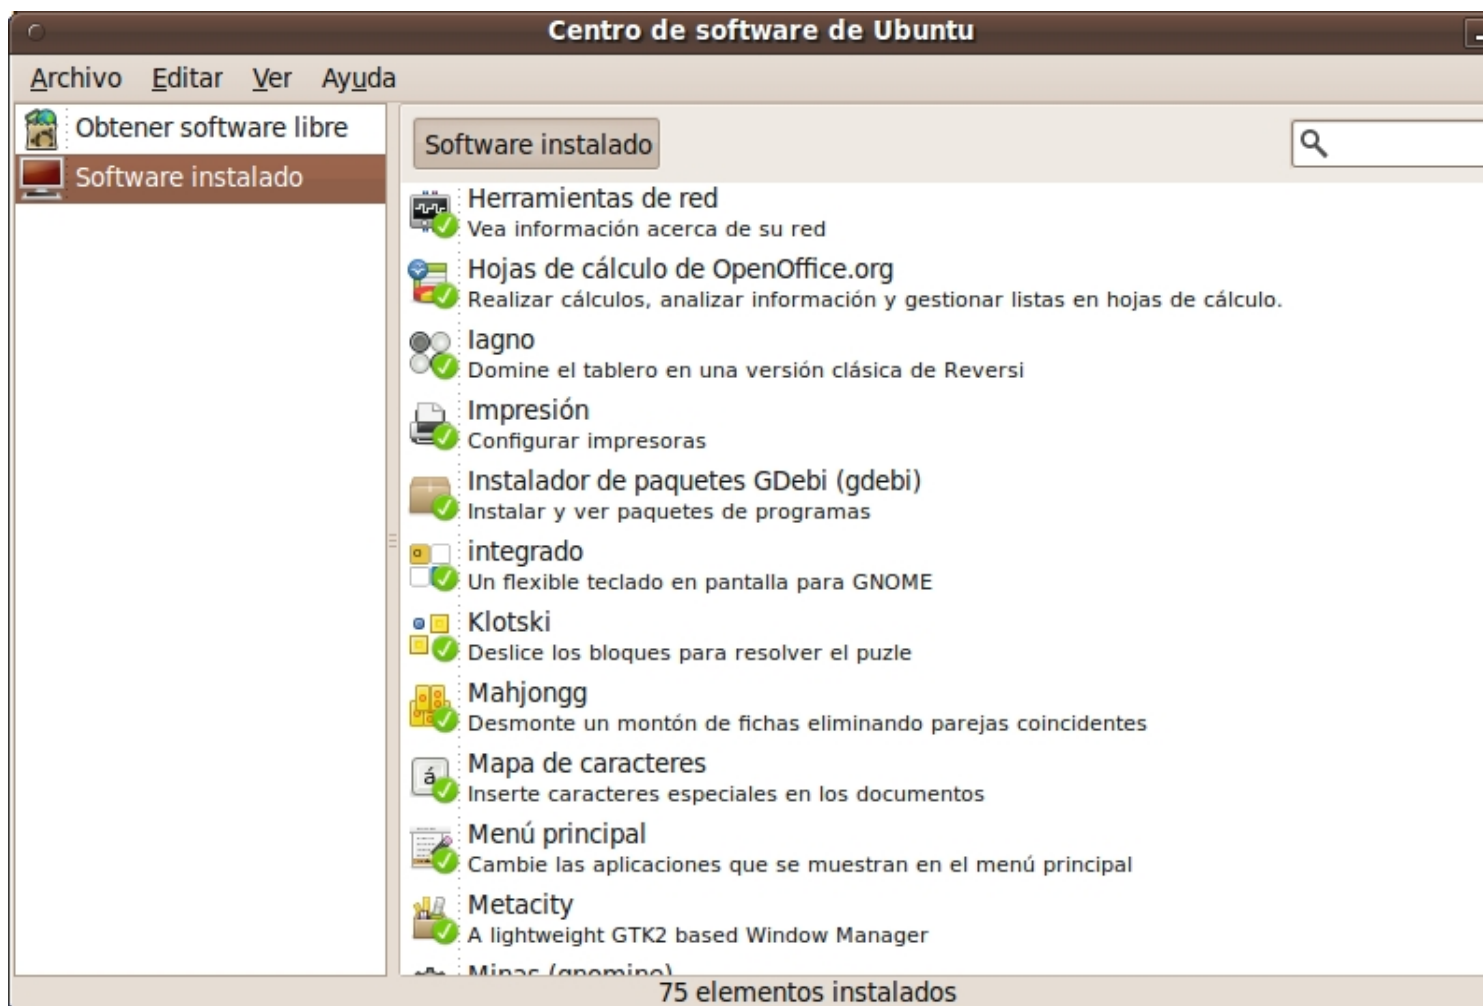 Centro de software de Ubuntu
Archivo Editar Ver Ayuda
Obtener software libre
Software instalado
Software instalado
Herramientas de red
Vea información acerca de su red
Hojas de cálculo de OpenOffice.org
Realizar cálculos, analizar información y gestionar listas en hojas de cálculo.
Iagno
Domine el tablero en una versión clásica de Reversi
Impresión
Configurar impresoras
Instalador de paquetes GDebi (gdebi)
Instalar y ver paquetes de programas
integrado
Un flexible teclado en pantalla para GNOME
Klotski
Deslice los bloques para resolver el puzle
Mahjongg
Desmonte un montón de fichas eliminando parejas coincidentes
á
Mapa de caracteres
Inserte caracteres especiales en los documentos
Menú principal
Cambie las aplicaciones que se muestran en el menú principal
Metacity
A lightweight GTK2 based Window Manager
Minas (gnomine)
75 elementos instalados